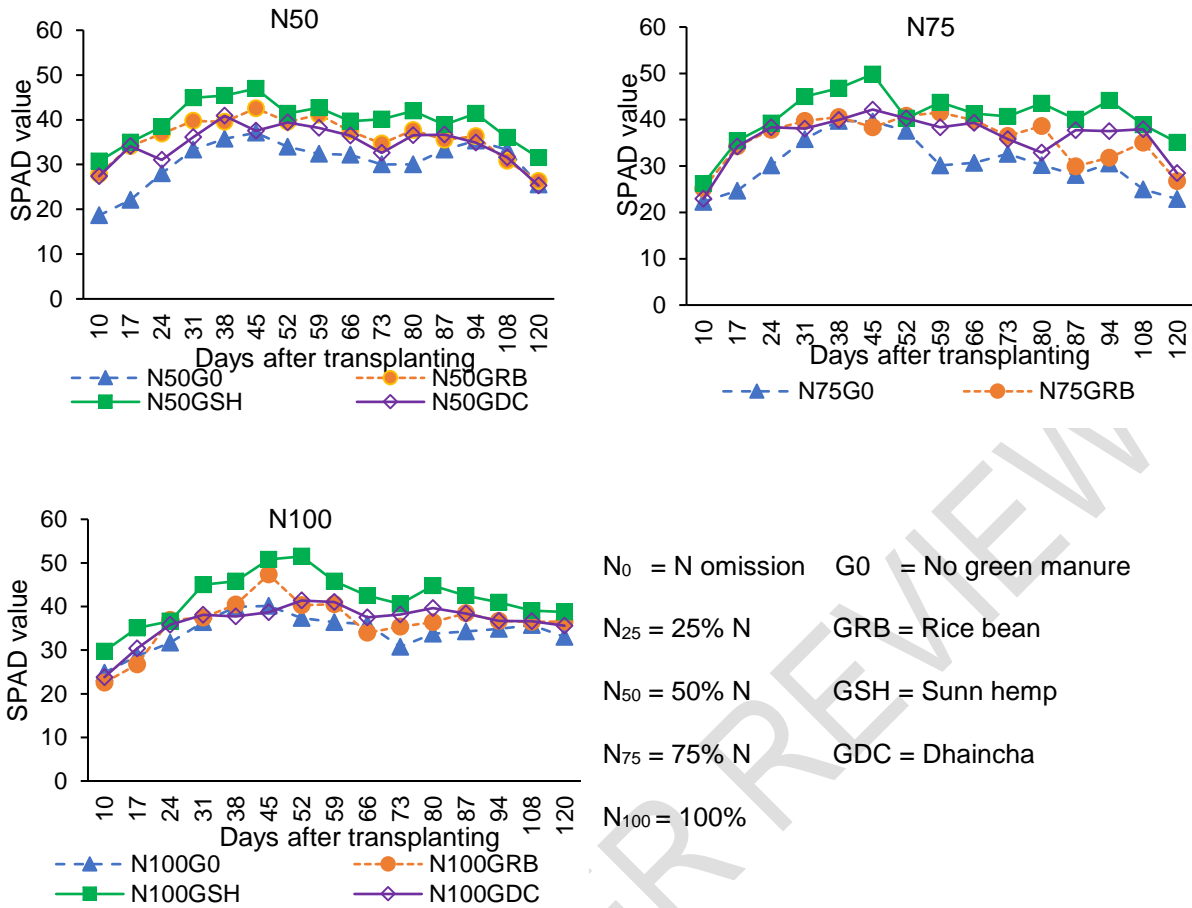 N50
SPAD value
60
50
40
30
20
10
0
10 17 24 31 38 45 52 59 66 73 80 87 94 108 120
Days after transplanting
N50G0 N50GRB
N50GSH N50GDC
N75
SPAD value
60
50
40
30
20
10
0
10 17 24 31 38 45 52 59 66 73 80 87 94 108 120
Days after transplanting
N75G0 N75GRB
N100
SPAD value
60
50
40
30
20
10
0
10 17 24 31 38 45 52 59 66 73 80 87 94 108 120
Days after transplanting
N100G0 N100GRB
N100GSH N100GDC
N0 = N omission G0 = No green manure
N25 = 25% N GRB = Rice bean
N50 = 50% N GSH = Sunn hemp
N75 = 75% N GDC = Dhaincha
N100 = 100%
REVIEW